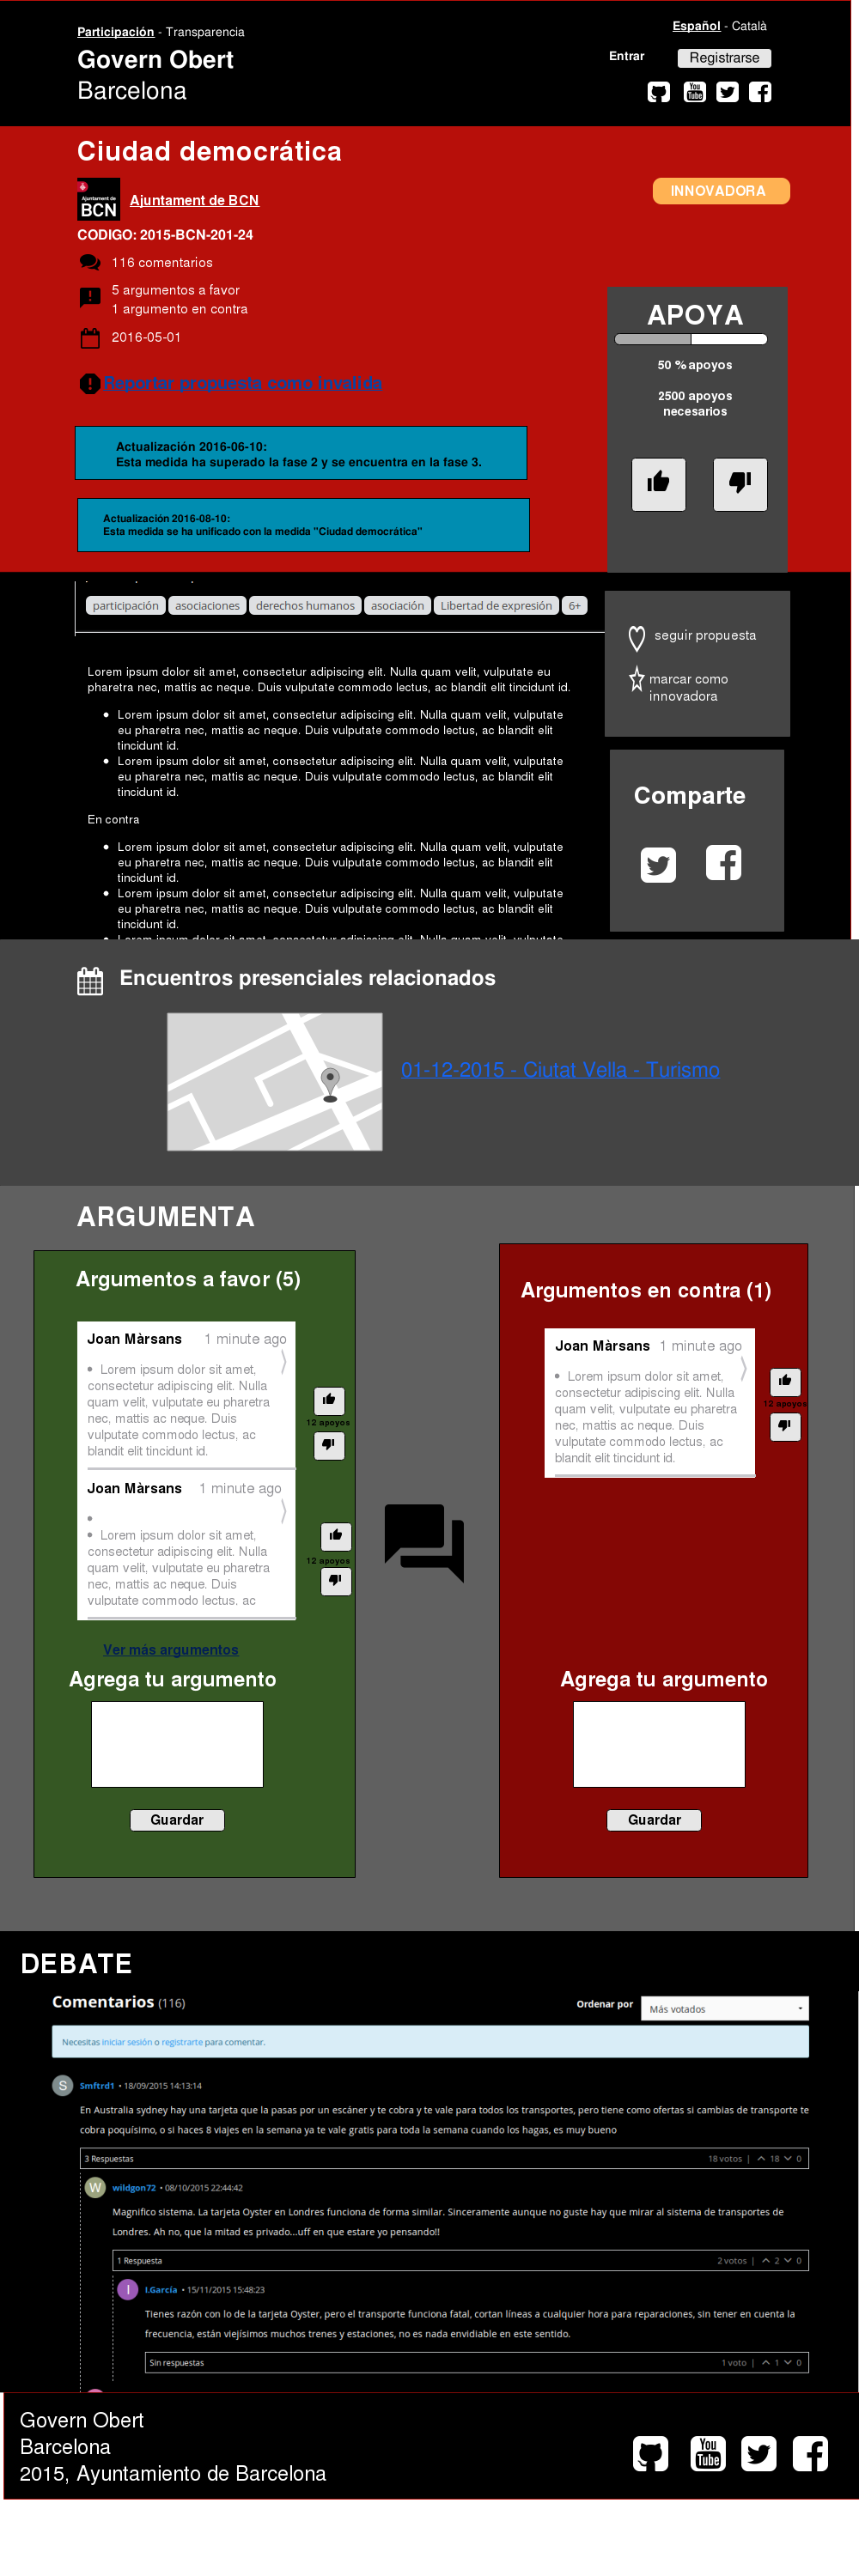 Participación - Transparencia
Español - Català
Govern Obert
Barcelona
Entrar
Registrarse
You
Tube
Ciudad democrática
Ajuntament de
BCN
Ajuntament de BCN
INNOVADORA
CODIGO: 2015-BCN-201-24
116 comentarios
5 argumentos a favor
1 argumento en contra
2016-05-01
Reportar propuesta como invalida
APOYA
50 % apoyos
2500 apoyos
necesarios
Actualización 2016-06-10:
Esta medida ha superado la fase 2 y se encuentra en la fase 3.
Actualización 2016-08-10:
Esta medida se ha unificado con la medida "Ciudad democrática"
participación asociaciones derechos humanos asociación Libertad de expresión 6+
seguir propuesta
marcar como
innovadora
Lorem ipsum dolor sit amet, consectetur adipiscing elit. Nulla quam velit, vulputate eu
pharetra nec, mattis ac neque. Duis vulputate commodo lectus, ac blandit elit tincidunt id.
• Lorem ipsum dolor sit amet, consectetur adipiscing elit. Nulla quam velit, vulputate
eu pharetra nec, mattis ac neque. Duis vulputate commodo lectus, ac blandit elit
tincidunt id.
• Lorem ipsum dolor sit amet, consectetur adipiscing elit. Nulla quam velit, vulputate
eu pharetra nec, mattis ac neque. Duis vulputate commodo lectus, ac blandit elit
tincidunt id.
En contra
• Lorem ipsum dolor sit amet, consectetur adipiscing elit. Nulla quam velit, vulputate
eu pharetra nec, mattis ac neque. Duis vulputate commodo lectus, ac blandit elit
tincidunt id.
• Lorem ipsum dolor sit amet, consectetur adipiscing elit. Nulla quam velit, vulputate
eu pharetra nec, mattis ac neque. Duis vulputate commodo lectus, ac blandit elit
tincidunt id.
• Lorem ipsum dolor sit amet, consectetur adipiscing elit. Nulla quam velit, vulputate
Comparte
Encuentros presenciales relacionados
01-12-2015 - Ciutat Vella - Turismo
ARGUMENTA
Argumentos a favor (5)
Joan Màrsans 1 minute ago
• Lorem ipsum dolor sit amet,
consectetur adipiscing elit. Nulla
quam velit, vulputate eu pharetra
nec, mattis ac neque. Duis
vulputate commodo lectus, ac
blandit elit tincidunt id.
12 apoyos
Joan Màrsans 1 minute ago
•
• Lorem ipsum dolor sit amet,
consectetur adipiscing elit. Nulla
quam velit, vulputate eu pharetra
nec, mattis ac neque. Duis
vulputate commodo lectus, ac
12 apoyos
Ver más argumentos
Agrega tu argumento
Guardar
Argumentos en contra (1)
Joan Màrsans 1 minute ago
• Lorem ipsum dolor sit amet,
consectetur adipiscing elit. Nulla
quam velit, vulputate eu pharetra
nec, mattis ac neque. Duis
vulputate commodo lectus, ac
blandit elit tincidunt id.
12 apoyos
Agrega tu argumento
Guardar
DEBATE
Comentarios (116)
Ordenar por Más votados
Necesitas iniciar sesión o registrarte para comentar.
S Smftrd1 • 18/09/2015 14:13:14
En Australia sydney hay una tarjeta que la pasas por un escáner y te cobra y te vale para todos los transportes, pero tiene como ofertas si cambias de transporte te
cobra poquísimo, o si haces 8 viajes en la semana ya te vale gratis para toda la semana cuando los hagas, es muy bueno
3 Respuestas 18 votos | 18 0
W wildgon72 • 08/10/2015 22:44:42
Magnifico sistema. La tarjeta Oyster en Londres funciona de forma similar. Sinceramente aunque no guste hay que mirar al sistema de transportes de
Londres. Ah no, que la mitad es privado...uff en que estare yo pensando!!
1 Respuesta 2 votos | 2 0
I I.García • 15/11/2015 15:48:23
Tienes razón con lo de la tarjeta Oyster, pero el transporte funciona fatal, cortan líneas a cualquier hora para reparaciones, sin tener en cuenta la
frecuencia, están viejísimos muchos trenes y estaciones, no es nada envidiable en este sentido.
Sin respuestas 1 voto | 1 0
Govern Obert
Barcelona
2015, Ayuntamiento de Barcelona
You
Tube